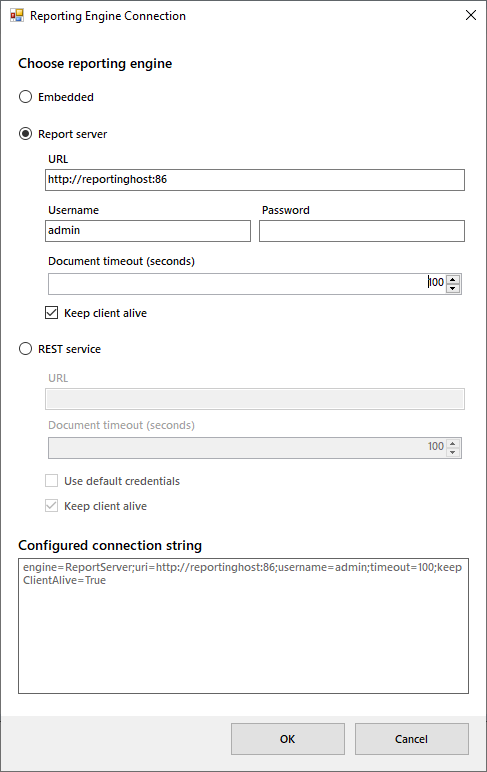 Reporting Engine Connection
Choose reporting engine
Embedded
Report server
URL
http://reportinghost:86
Username Password
admin
Document timeout (seconds)
100
Keep client alive
REST service
URL
Document timeout (seconds)
100
Use default credentials
Keep client alive
Configured connection string
engine=ReportServer;uri=http://reportinghost:86;username=admin;timeout=100;keep
ClientAlive=True
OK Cancel